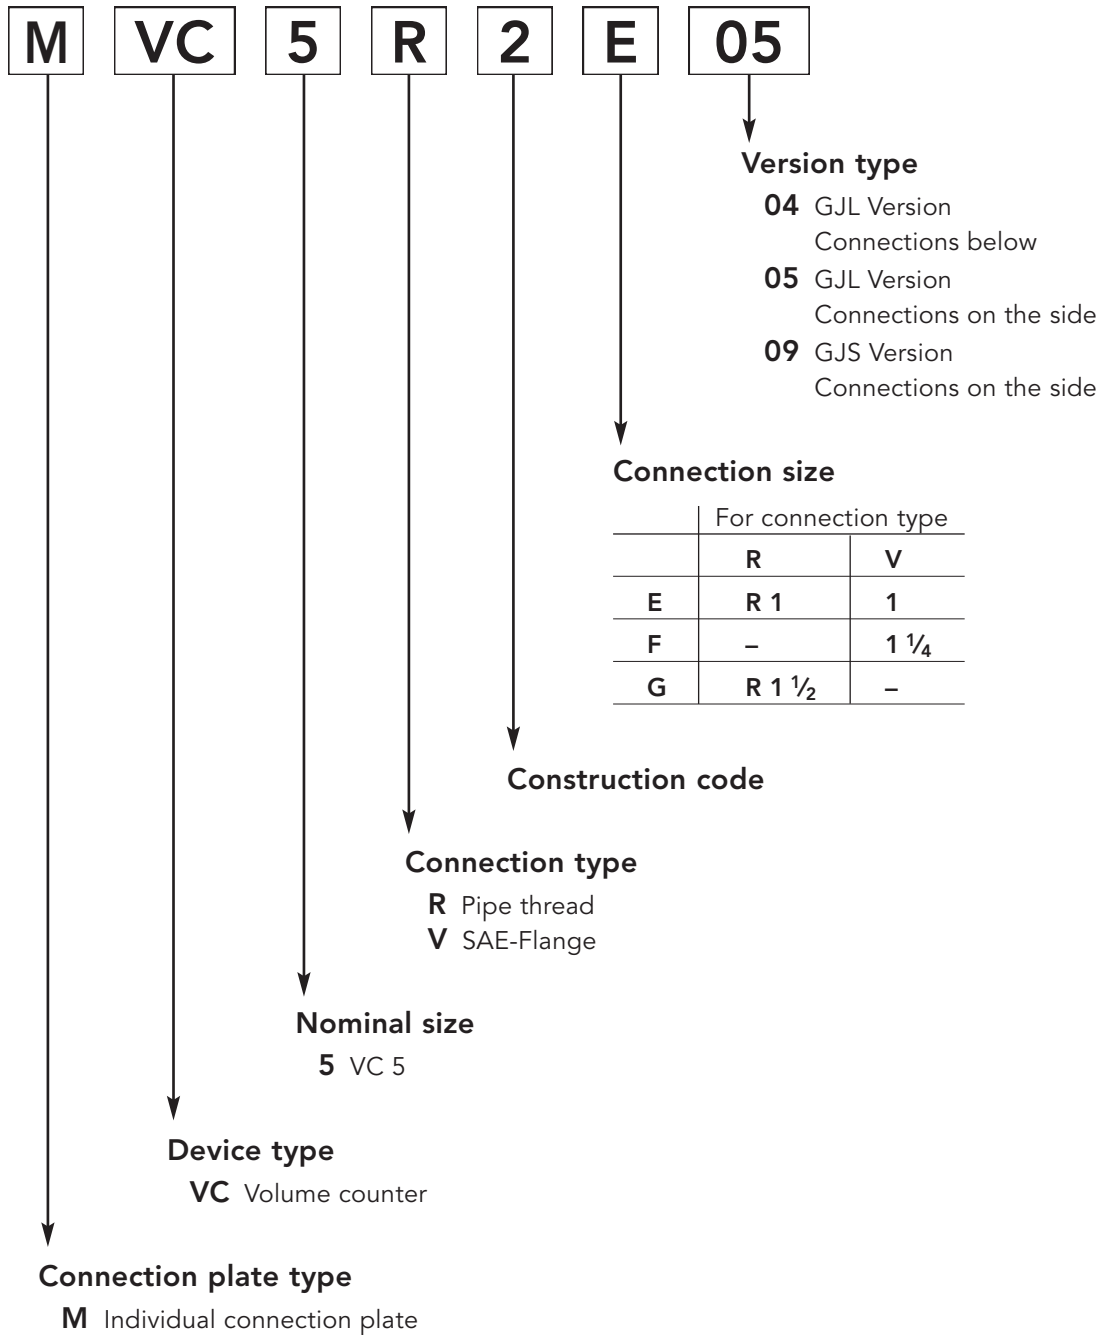 M VC 5 R 2 E 05
Version type
04 GJL Version
Connections below
05 GJL Version
Connections on the side
09 GJS Version
Connections on the side
Connection size
For connection type
R V
E R 1 1
F – 1 1/4
G R 1 1/2 –
Construction code
Connection type
R Pipe thread
V SAE-Flange
Nominal size
5 VC 5
Device type
VC Volume counter
Connection plate type
M Individual connection plate